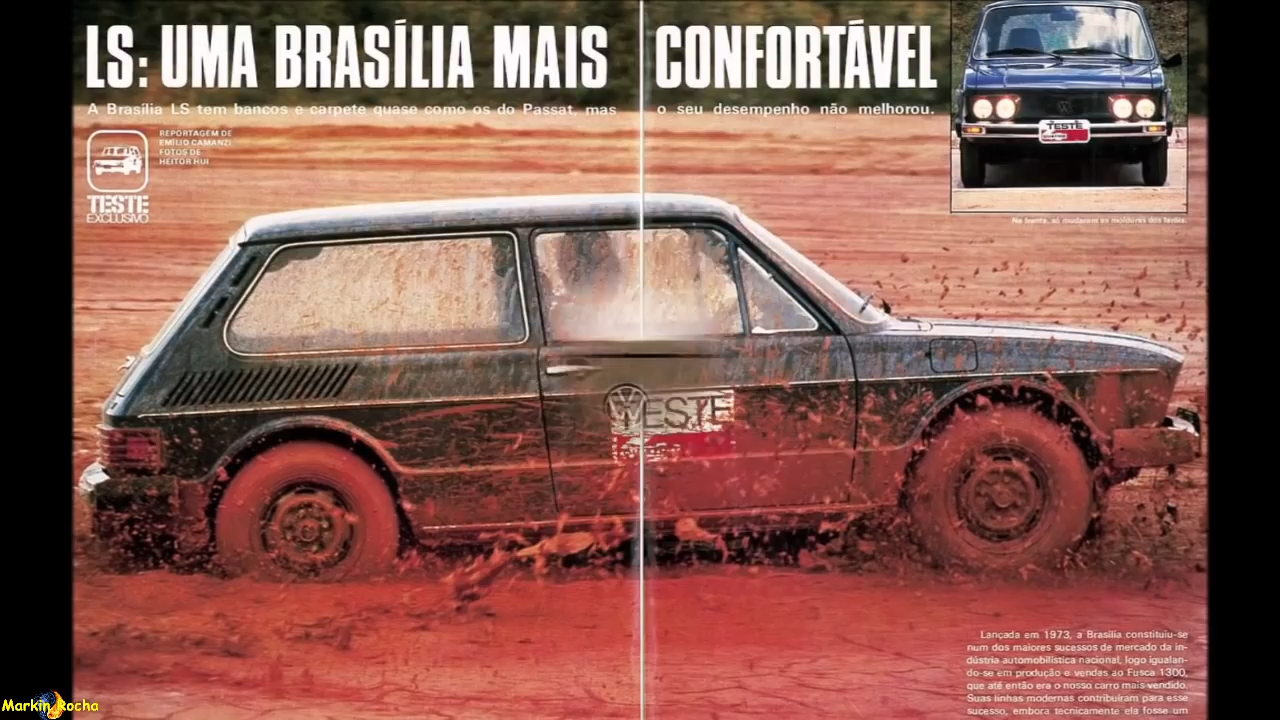 LS: UMA BRASÍLIA MAIS CONFORTÁVEL
A Brasília LS tem bancos e carpete quase como os do Passat, mas o seu desempenho não melhorou.
REPORTAGEM DE
EMÍLIO CAMANZI
FOTOS DE
HEITOR HUI
TESTE
EXCLUSIVO
TESTE
Na frente, só mudaram as molduras dos faróis.
TESTE
Lançada em 1973, a Brasília constituiu-se
num dos maiores sucessos de mercado da in-
dústria automobilística nacional, logo igualan-
do-se em produção e vendas ao Fusca 1300,
que até então era o nosso carro mais vendido.
Suas linhas modernas contribuíram para esse
sucesso, embora tecnicamente ela fosse um
Markin Rocha